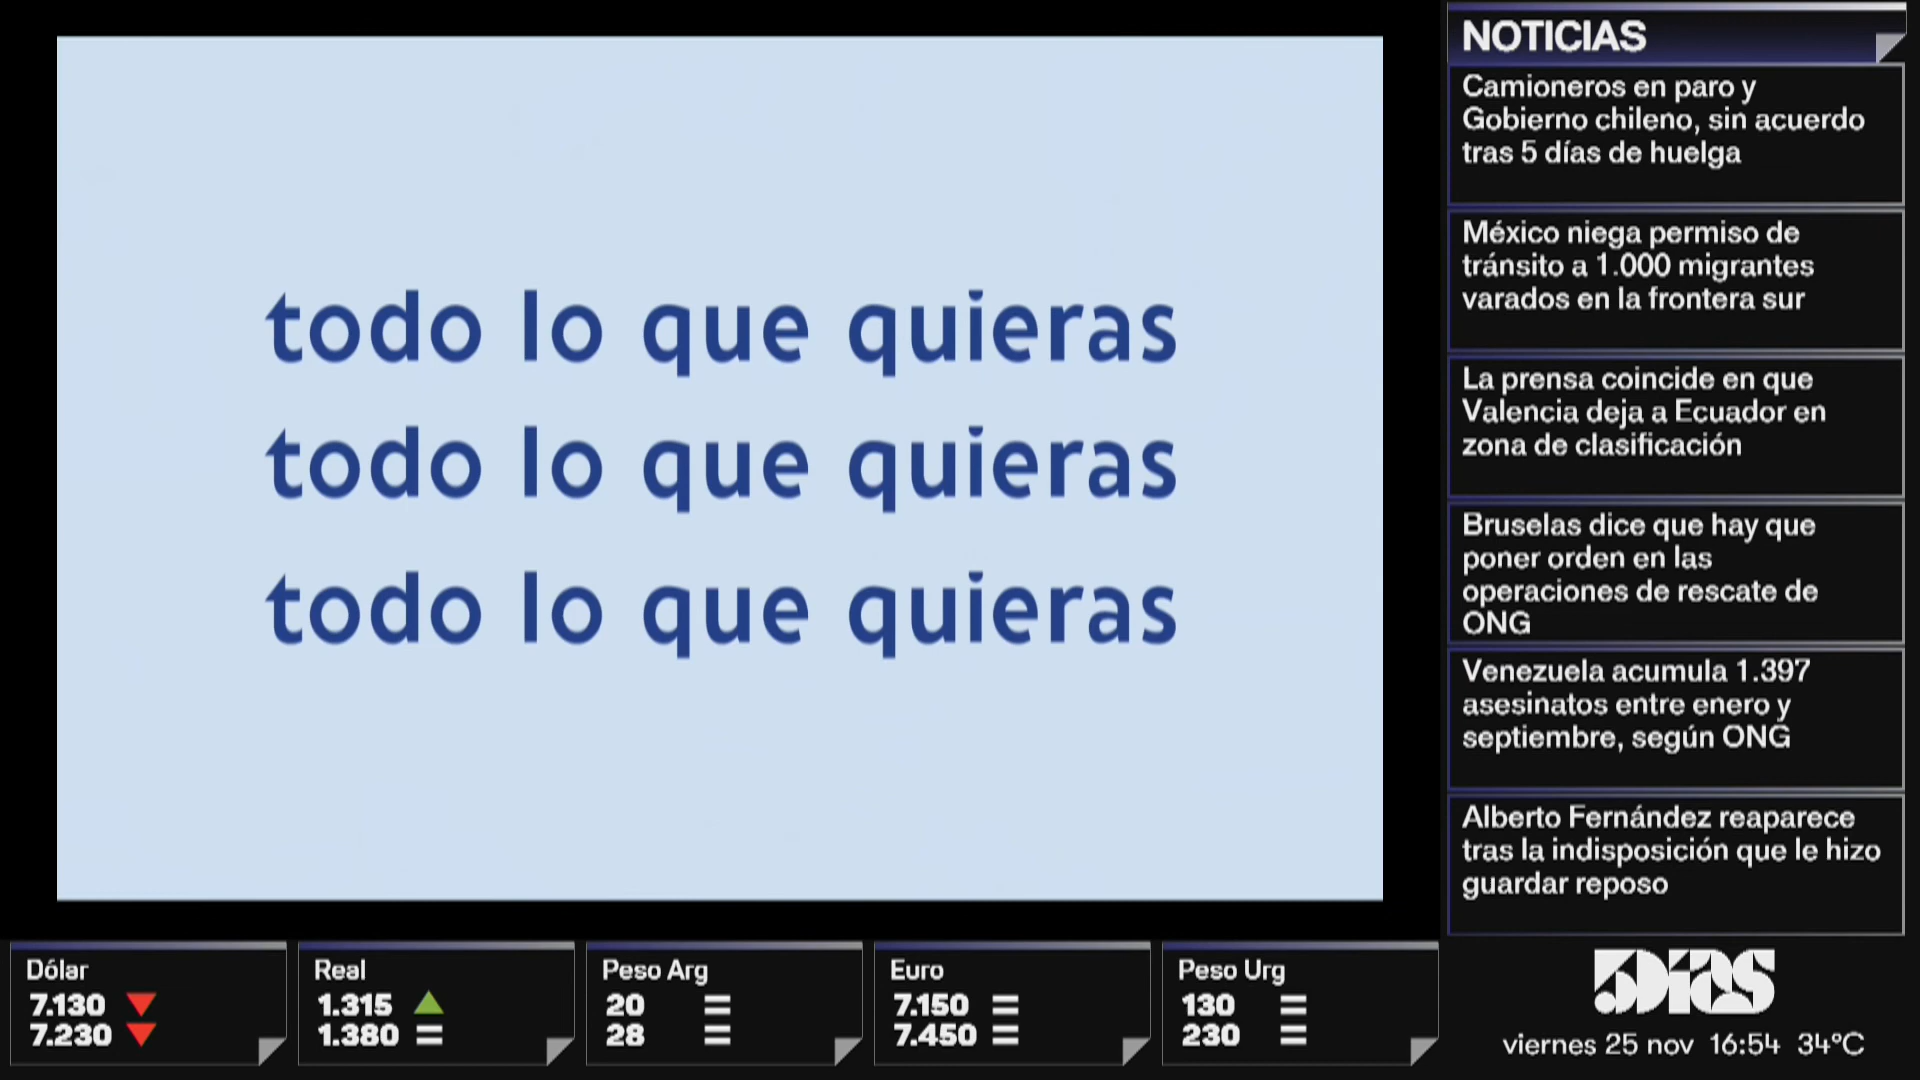 todo lo que quieras
todo lo que quieras
todo lo que quieras
NOTICIAS
Camioneros en paro y
Gobierno chileno, sin acuerdo
tras 5 días de huelga
México niega permiso de
tránsito a 1.000 migrantes
varados en la frontera sur
La prensa coincide en que
Valencia deja a Ecuador en
zona de clasificación
Bruselas dice que hay que
poner orden en las
operaciones de rescate de
ONG
Venezuela acumula 1.397
asesinatos entre enero y
septiembre, según ONG
Alberto Fernández reaparece
tras la indisposición que le hizo
guardar reposo
Dólar
7.130
7.230
Real
1.315
1.380
Peso Arg
20
28
Euro
7.150
7.450
Peso Urg
130
230
5Días
viernes 25 nov 16:54 34°C